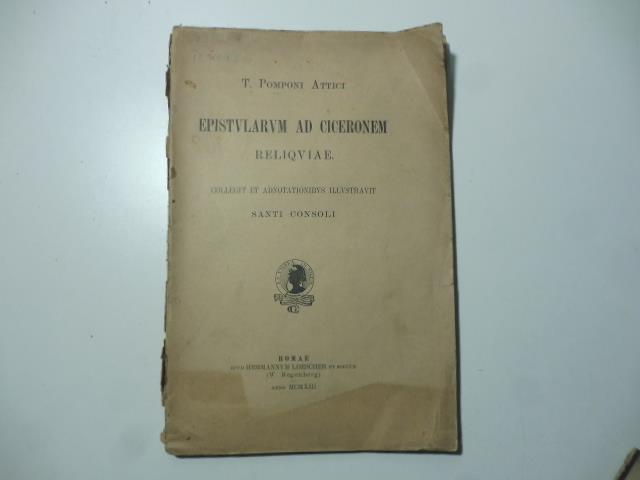 T. POMPONI ATTICI
EPISTVLARVM AD CICERONEM
RELIQVIAE.
COLLEGIT ET ADNOTATIONIBVS ILLVSTRAVIT
SANTI CONSOLI
ROMAE
APVD HERMANNVM LOESCHER ET SOCIVM
(W. Regenberg)
ANNO MCMXIII